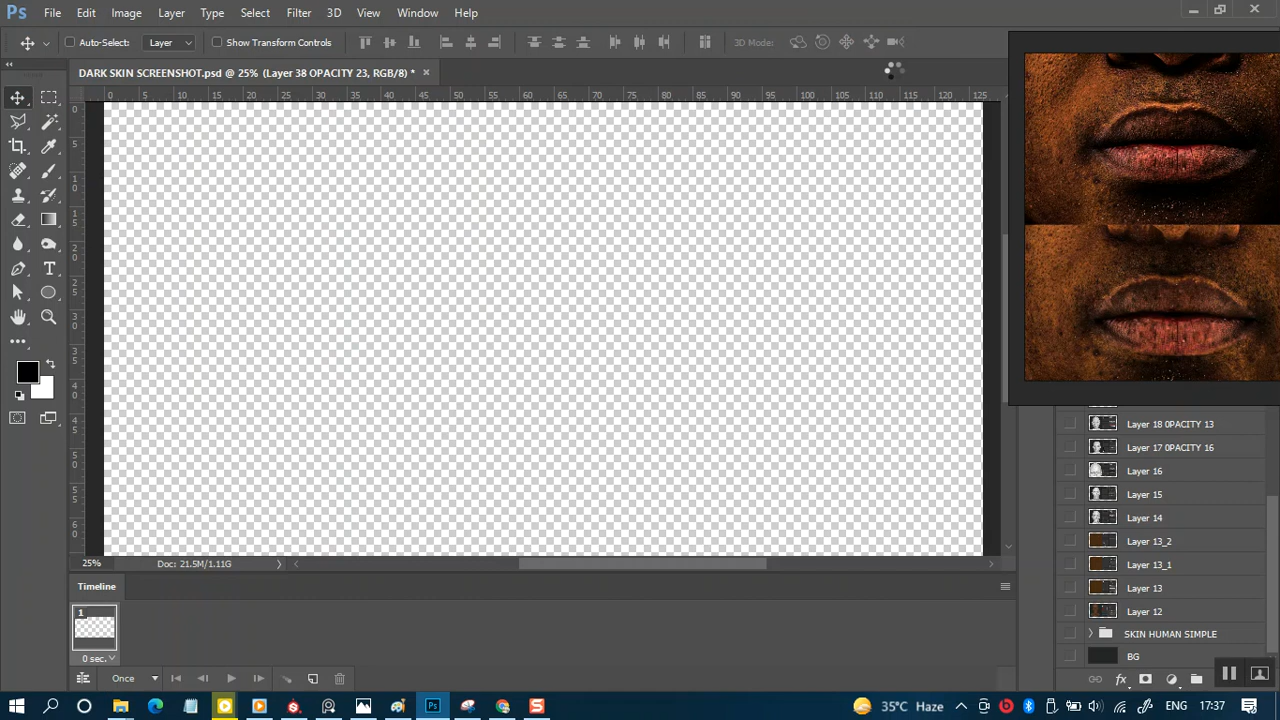 Ps File Edit Image Layer Type Select Filter 3D View Window Help
Auto-Select: Layer Show Transform Controls 3D Mode:
DARK SKIN SCREENSHOT.psd @ 25% (Layer 38 OPACITY 23, RGB/8) * ×
0 5 10 15 20 25 30 35 40 45 50 55 60 65 70 75 80 85 90 95 100 105 110 115 120 125
0
5
10
15
20
25
30
35
40
45
50
55
60
Layer 18 0PACITY 13
Layer 17 0PACITY 16
Layer 16
Layer 15
Layer 14
Layer 13_2
Layer 13_1
Layer 13
Layer 12
SKIN HUMAN SIMPLE
BG
25% Doc: 21.5M/1.11G
Timeline
1
0 sec.
Once
fx
Ps S 35°C Haze ENG 17:37